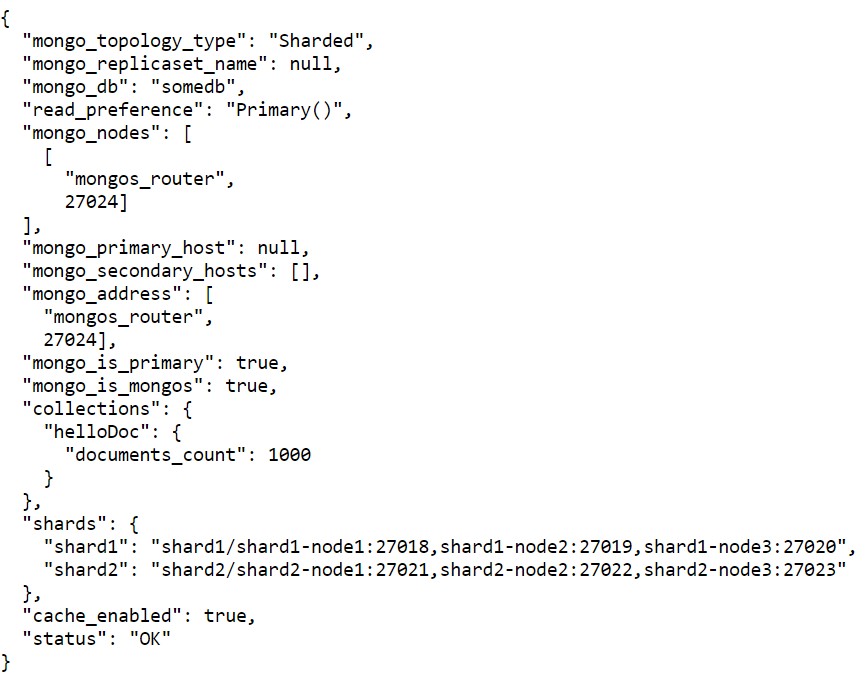 {
  "mongo_topology_type": "Sharded",
  "mongo_replicaset_name": null,
  "mongo_db": "somedb",
  "read_preference": "Primary()",
  "mongo_nodes": [
    [
      "mongos_router",
      27024]
  ],
  "mongo_primary_host": null,
  "mongo_secondary_hosts": [],
  "mongo_address": [
    "mongos_router",
    27024],
  "mongo_is_primary": true,
  "mongo_is_mongos": true,
  "collections": {
    "helloDoc": {
      "documents_count": 1000
    }
  },
  "shards": {
    "shard1": "shard1/shard1-node1:27018,shard1-node2:27019,shard1-node3:27020",
    "shard2": "shard2/shard2-node1:27021,shard2-node2:27022,shard2-node3:27023"
  },
  "cache_enabled": true,
  "status": "OK"
}